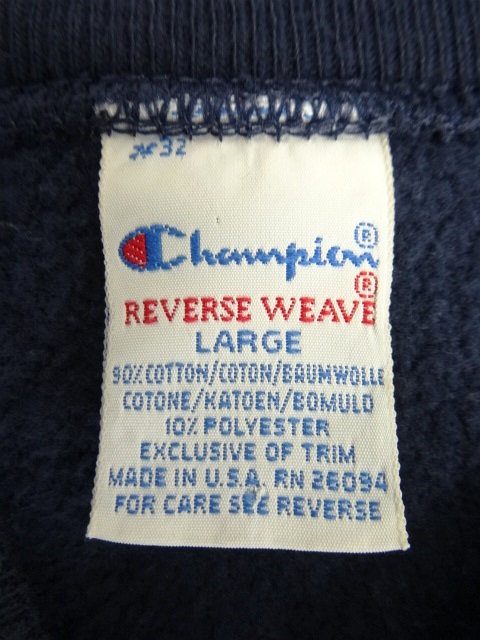 *32
Champion®
REVERSE WEAVE®
LARGE
90% COTTON/COTON/BAUMWOLLE
COTONE/KATOEN/BOMULD
10% POLYESTER
EXCLUSIVE OF TRIM
MADE IN U.S.A. RN 26094
FOR CARE SEE REVERSE